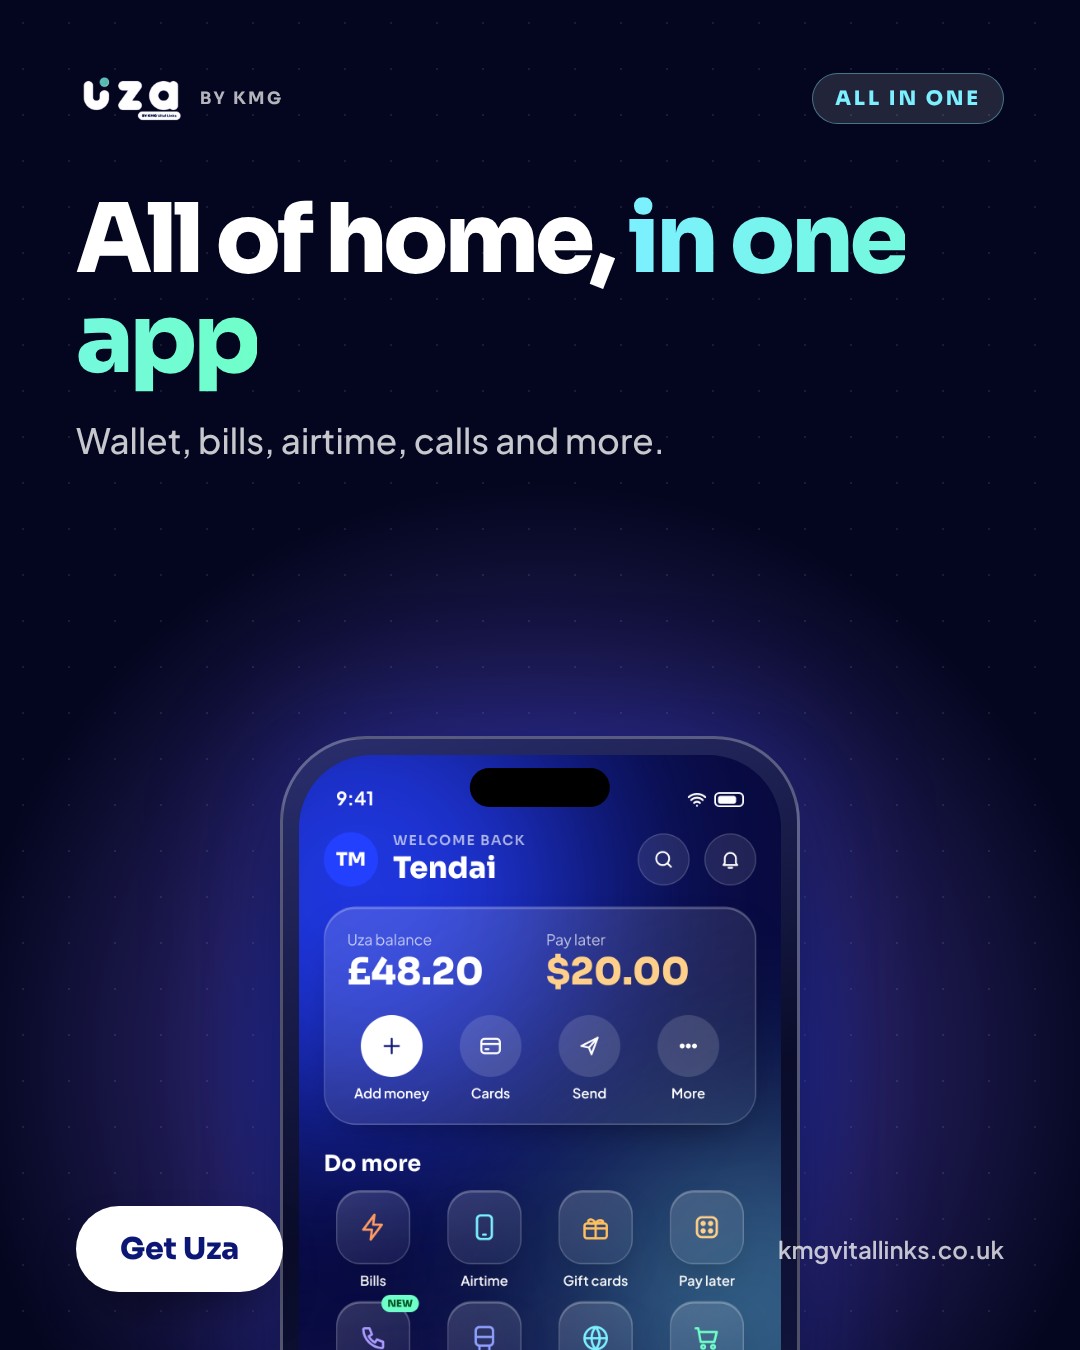 uza BY KMG
ALL IN ONE
All of home, in one
app
Wallet, bills, airtime, calls and more.
9:41
TM
WELCOME BACK
Tendai
Uza balance
Pay later
£48.20
$20.00
Add money
Cards
Send
More
Do more
Bills
Airtime
Gift cards
Pay later
NEW
Get Uza
kmgvitallinks.co.uk